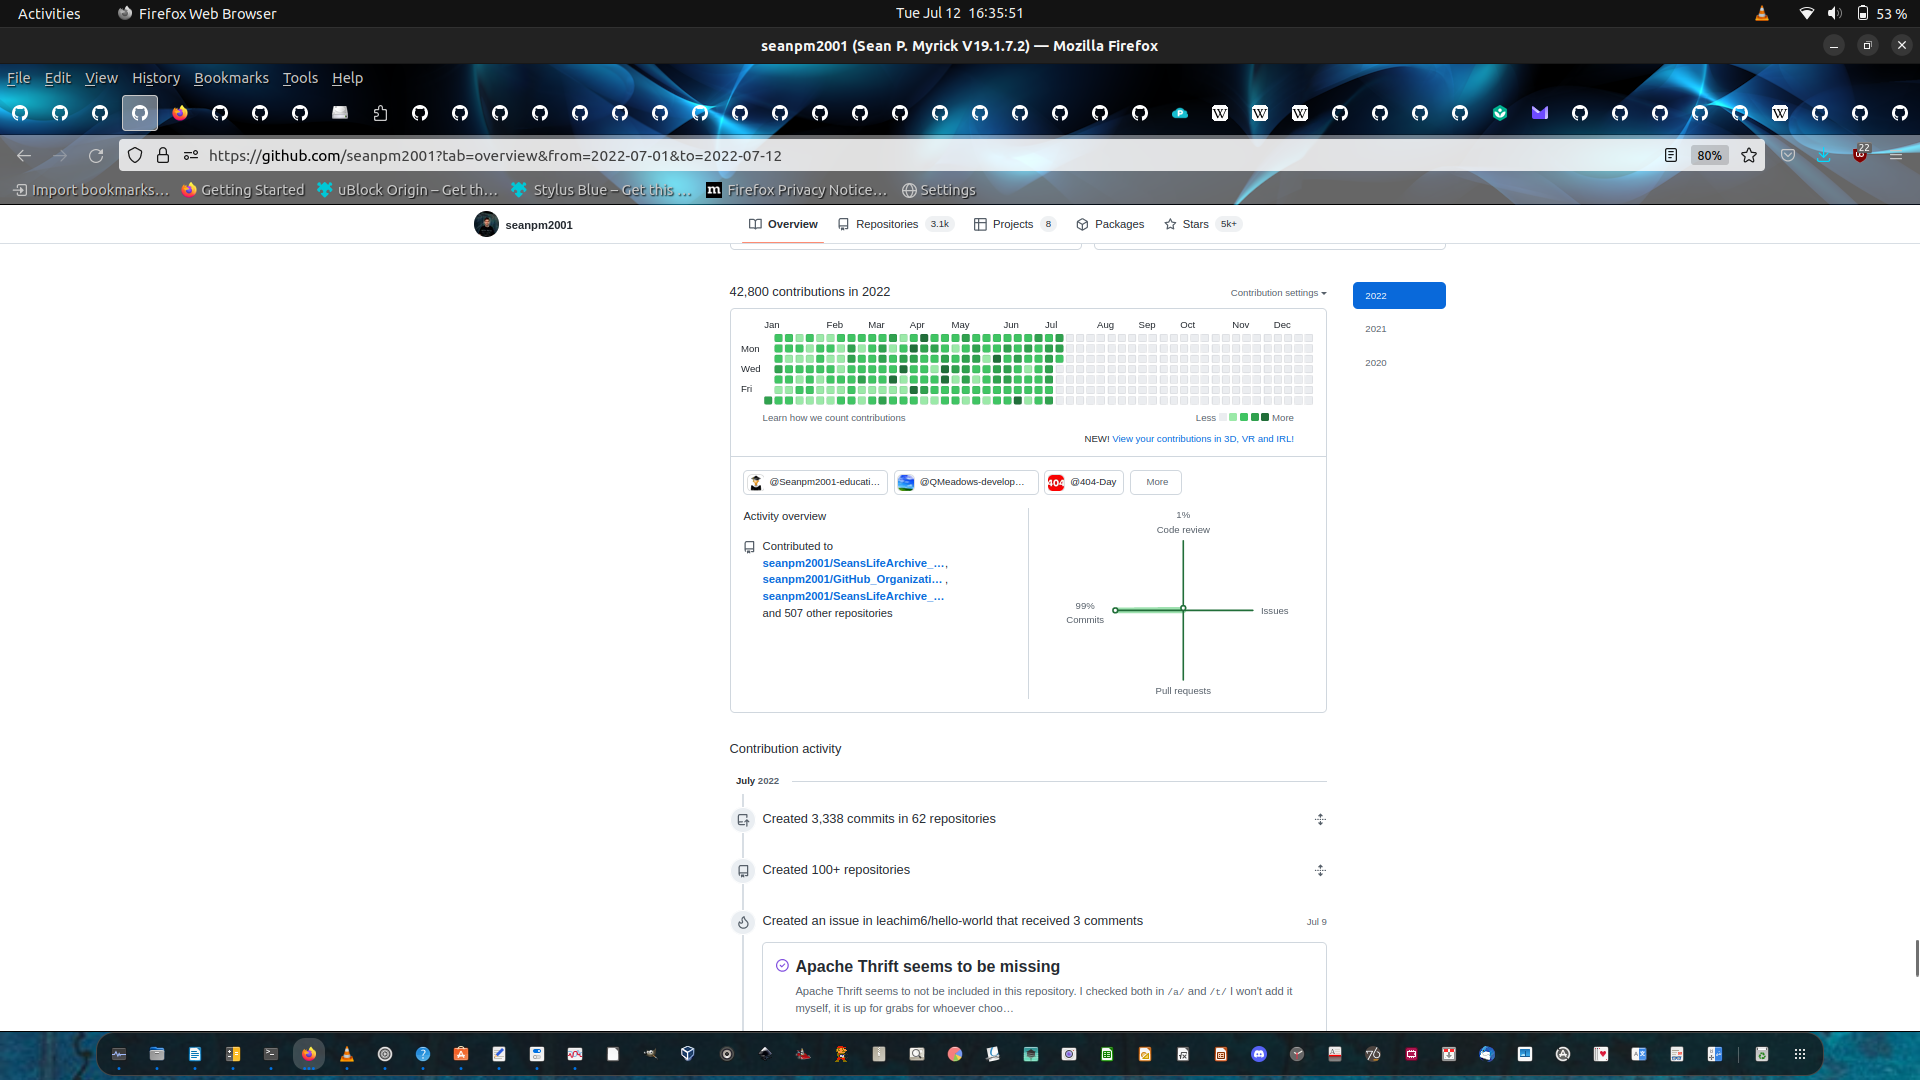 Activities Firefox Web Browser Tue Jul 12 16:35:51 53 %
seanpm2001 (Sean P. Myrick V19.1.7.2) — Mozilla Firefox
File Edit View History Bookmarks Tools Help
https://github.com/seanpm2001?tab=overview&from=2022-07-01&to=2022-07-12 80% 22
Import bookmarks… Getting Started uBlock Origin – Get th… Stylus Blue – Get this … Firefox Privacy Notice… Settings
seanpm2001 Overview Repositories 3.1k Projects 8 Packages Stars 5k+
42,800 contributions in 2022 Contribution settings 2022
Jan Feb Mar Apr May Jun Jul Aug Sep Oct Nov Dec
2021
Mon
Wed
2020
Fri
Learn how we count contributions Less More
NEW! View your contributions in 3D, VR and IRL!
@Seanpm2001-educati… @QMeadows-develop… 404 @404-Day More
Activity overview
1%
Code review
Contributed to
seanpm2001/SeansLifeArchive_…,
seanpm2001/GitHub_Organizati… ,
seanpm2001/SeansLifeArchive_…
and 507 other repositories
99%
Commits
Issues
Pull requests
Contribution activity
July 2022
Created 3,338 commits in 62 repositories
Created 100+ repositories
Created an issue in leachim6/hello-world that received 3 comments Jul 9
Apache Thrift seems to be missing
Apache Thrift seems to not be included in this repository. I checked both in /a/ and /t/ I won't add it
myself, it is up for grabs for whoever choo…